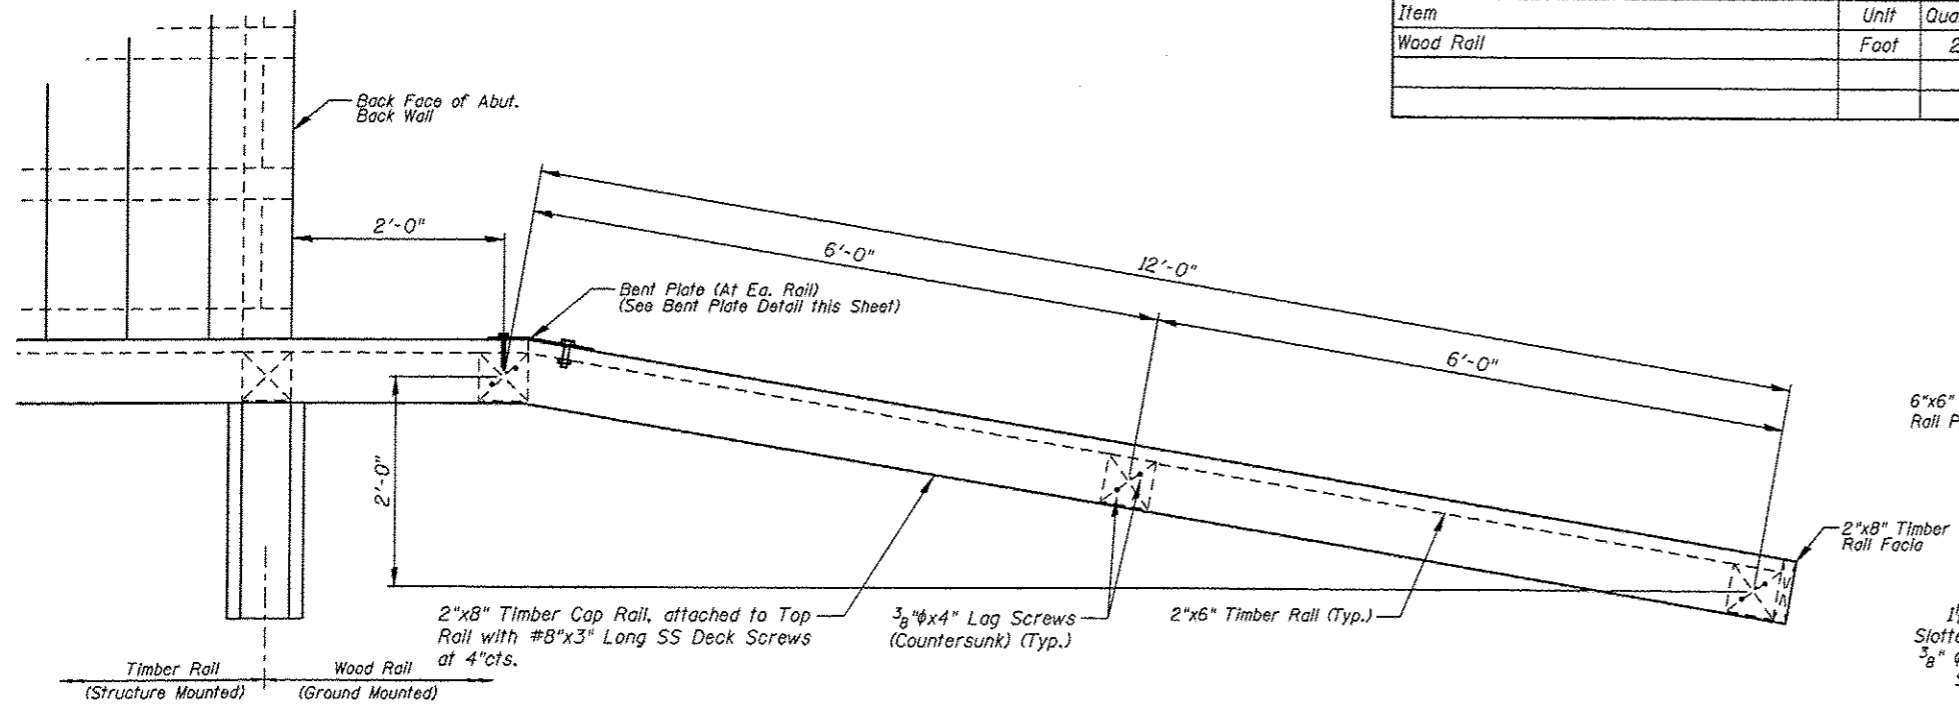 Item Unit
Wood Rail Foot 2
Back Face of Abut.
Back Wall
2'-0"
6'-0"
12'-0"
6'-0"
Bent Plate (At Ea. Rail)
(See Bent Plate Detail this Sheet)
2'-0"
6"x6"
Rail
2"x8" Timber
Rail Facia
2"x8" Timber Cap Rail, attached to Top
Rail with #8"x3" Long SS Deck Screws
at 4"cts.
3/8"ϕx4" Lag Screws
(Countersunk) (Typ.)
2"x6" Timber Rail (Typ.)
3/8" ϕ
Timber Rail
(Structure Mounted)
Wood Rail
(Ground Mounted)